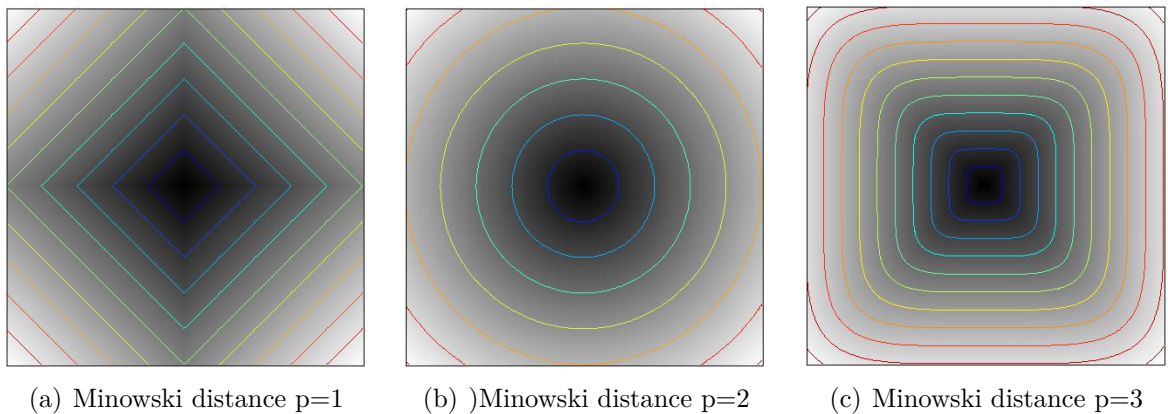 (a) Minowski distance p=1
(b) )Minowski distance p=2
(c) Minowski distance p=3